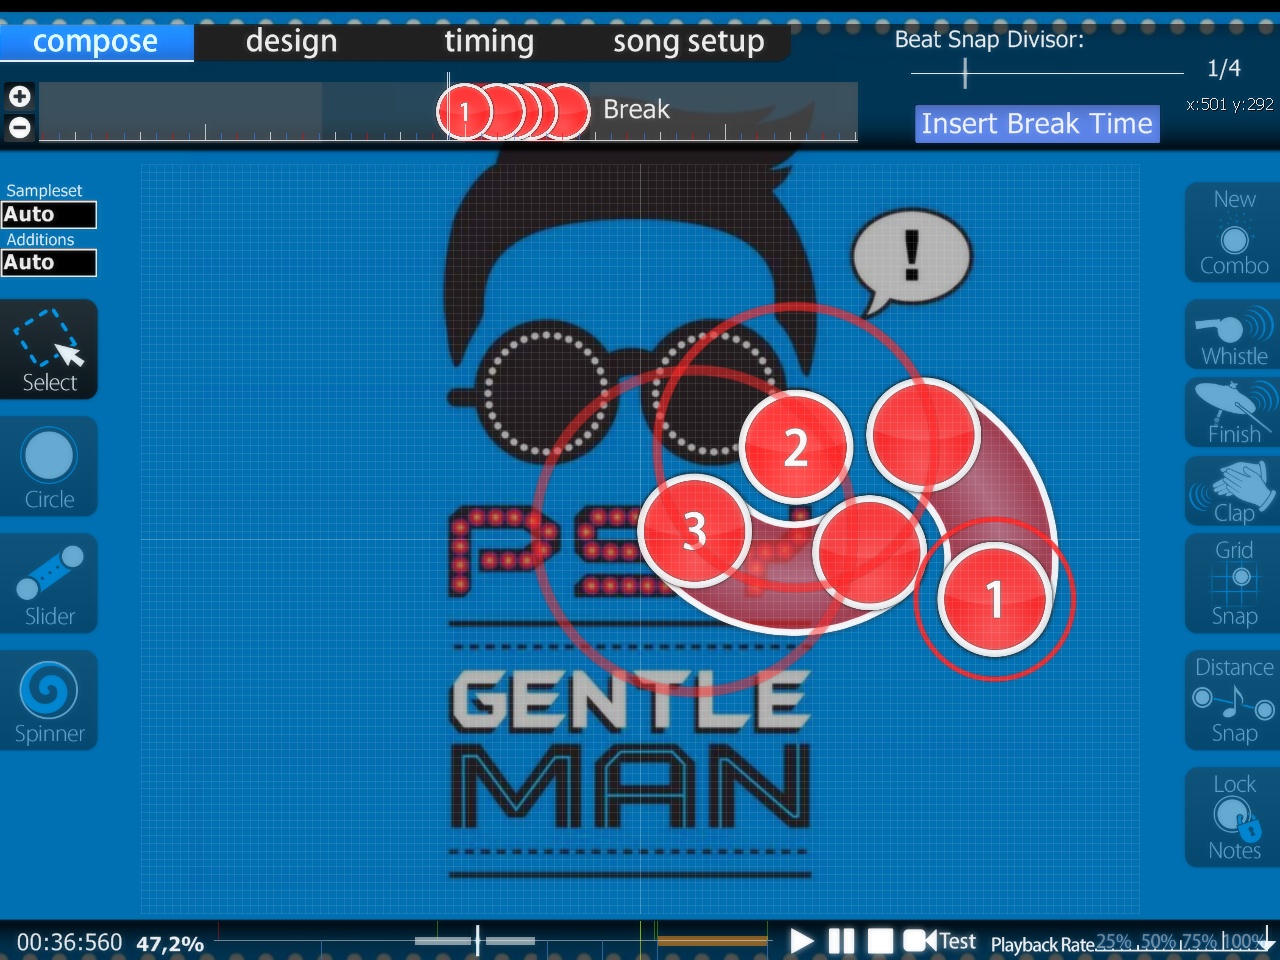 compose design timing song setup
Beat Snap Divisor:
1/4
x:501 y:292
1 Break
Insert Break Time
Sampleset
Auto
Additions
Auto
Select
Circle
Slider
Spinner
!
2
3
1
PSY
GENTLE
MAN
New
Combo
Whistle
Finish
Clap
Grid
Snap
Distance
Snap
Lock
Notes
00:36:560 47,2% Test Playback Rate 25% 50% 75% 100%